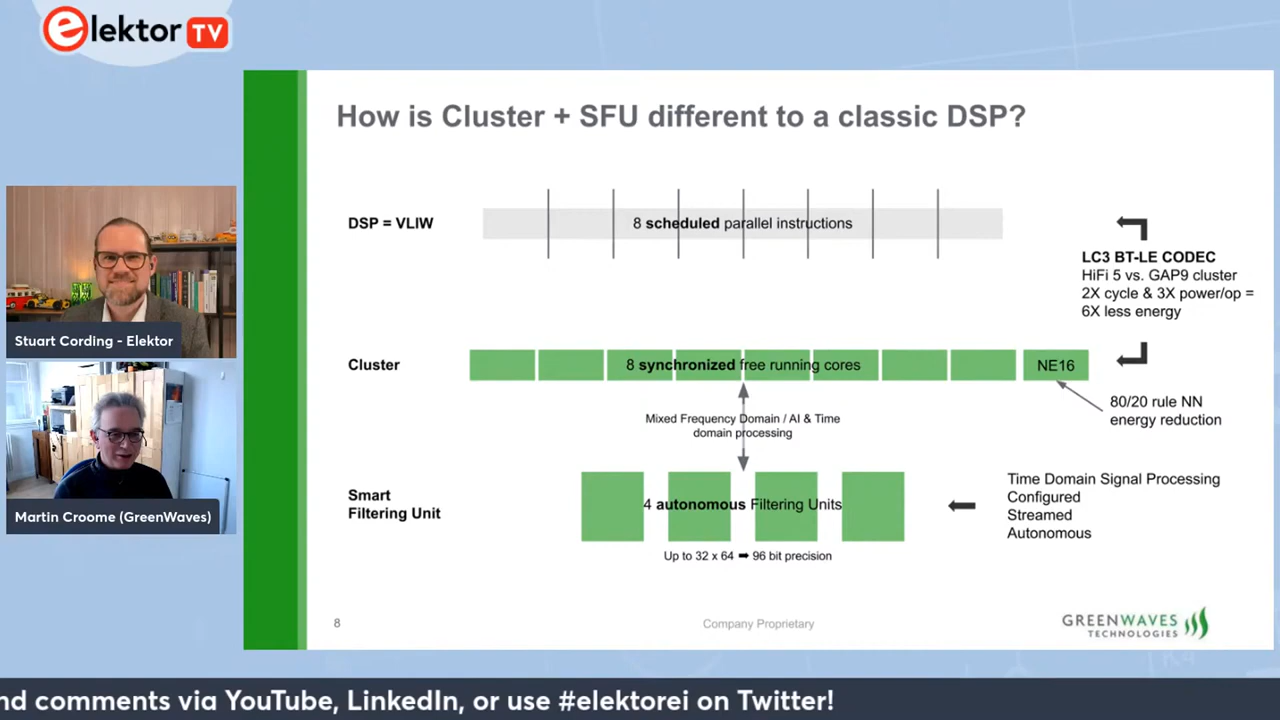 elektor TV
How is Cluster + SFU different to a classic DSP?
DSP = VLIW
8 scheduled parallel instructions
LC3 BT-LE CODEC
HiFi 5 vs. GAP9 cluster
2X cycle & 3X power/op =
6X less energy
Stuart Cording - Elektor
Cluster
8 synchronized free running cores
NE16
80/20 rule NN
energy reduction
Mixed Frequency Domain / AI & Time
domain processing
Martin Croome (GreenWaves)
Smart
Filtering Unit
4 autonomous Filtering Units
Time Domain Signal Processing
Configured
Streamed
Autonomous
Up to 32 x 64 ➡ 96 bit precision
8
Company Proprietary
GREENWAVES
TECHNOLOGIES
nd comments via YouTube, LinkedIn, or use #elektorei on Twitter!